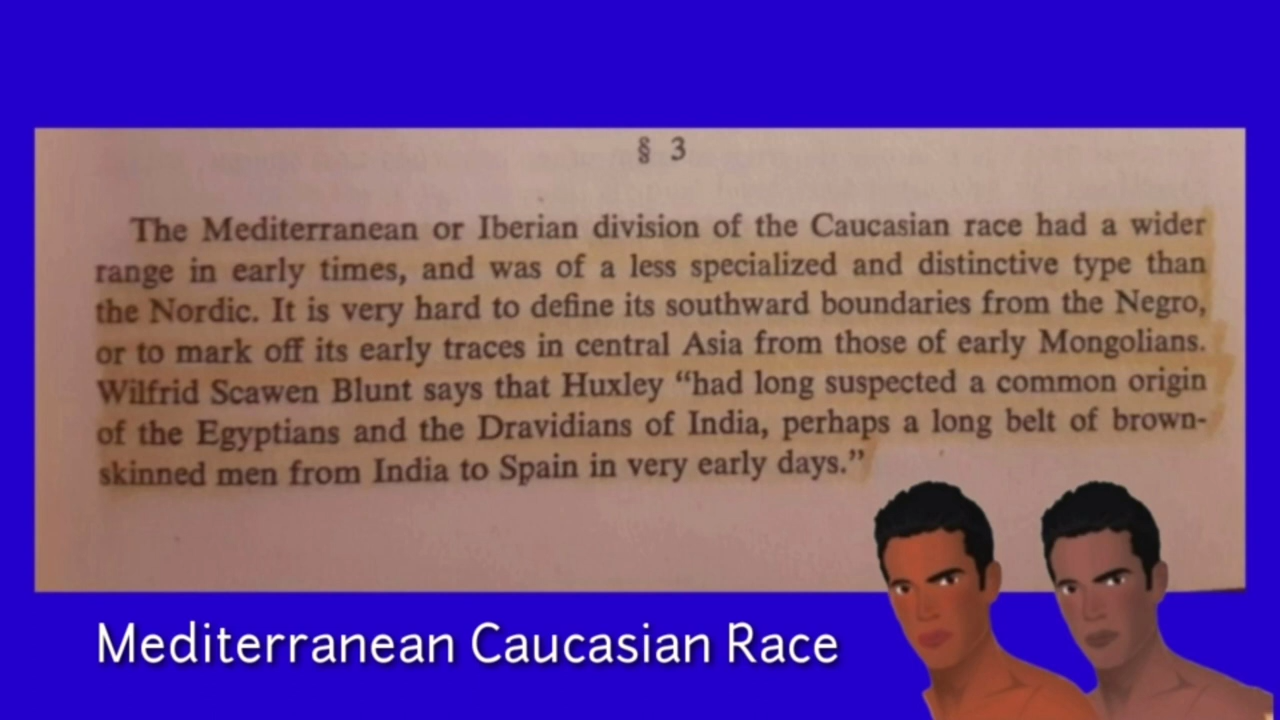 § 3
The Mediterranean or Iberian division of the Caucasian race had a wider
range in early times, and was of a less specialized and distinctive type than
the Nordic. It is very hard to define its southward boundaries from the Negro,
or to mark off its early traces in central Asia from those of early Mongolians.
Wilfrid Scawen Blunt says that Huxley “had long suspected a common origin
of the Egyptians and the Dravidians of India, perhaps a long belt of brown-
skinned men from India to Spain in very early days.”
Mediterranean Caucasian Race